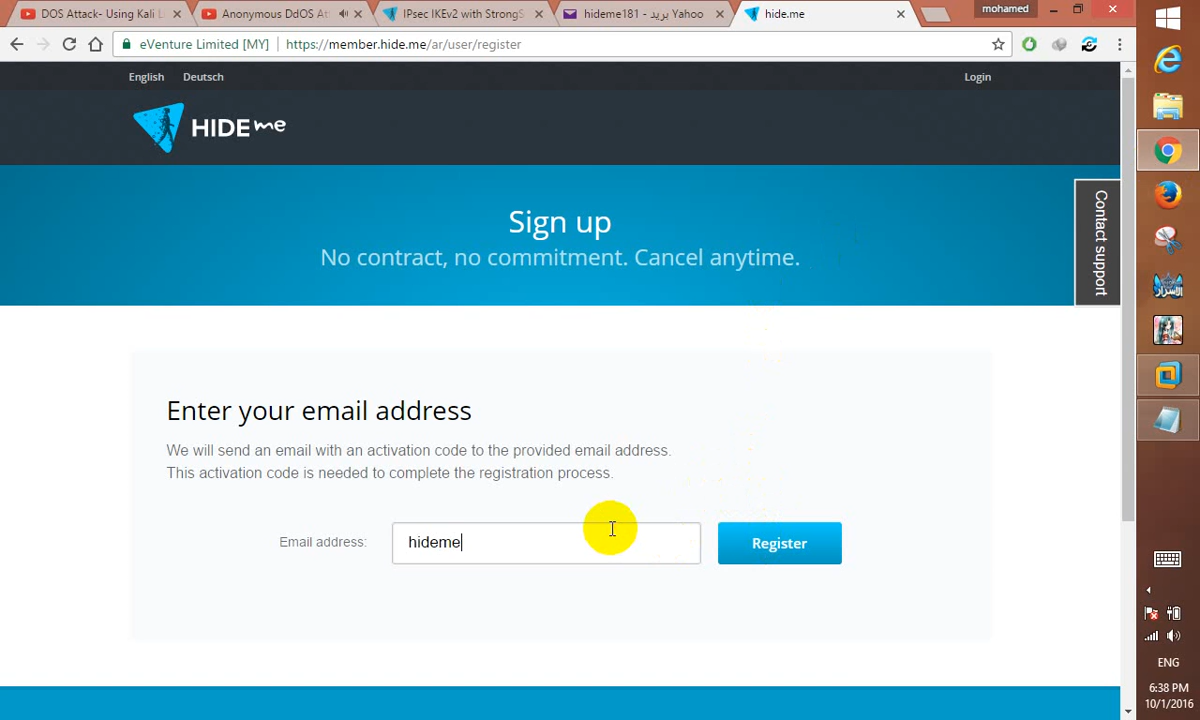 DOS Attack- Using Kali L
Anonymous DdOS At
IPsec IKEv2 with StrongS
hideme181 - بريد Yahoo
hide.me
mohamed
eVenture Limited [MY]
https://member.hide.me/ar/user/register
English Deutsch
Login
HIDE me
Contact support
Sign up
No contract, no commitment. Cancel anytime.
Enter your email address
We will send an email with an activation code to the provided email address.
This activation code is needed to complete the registration process.
Email address:
hideme
Register
الأسرار
ENG
6:38 PM
10/1/2016